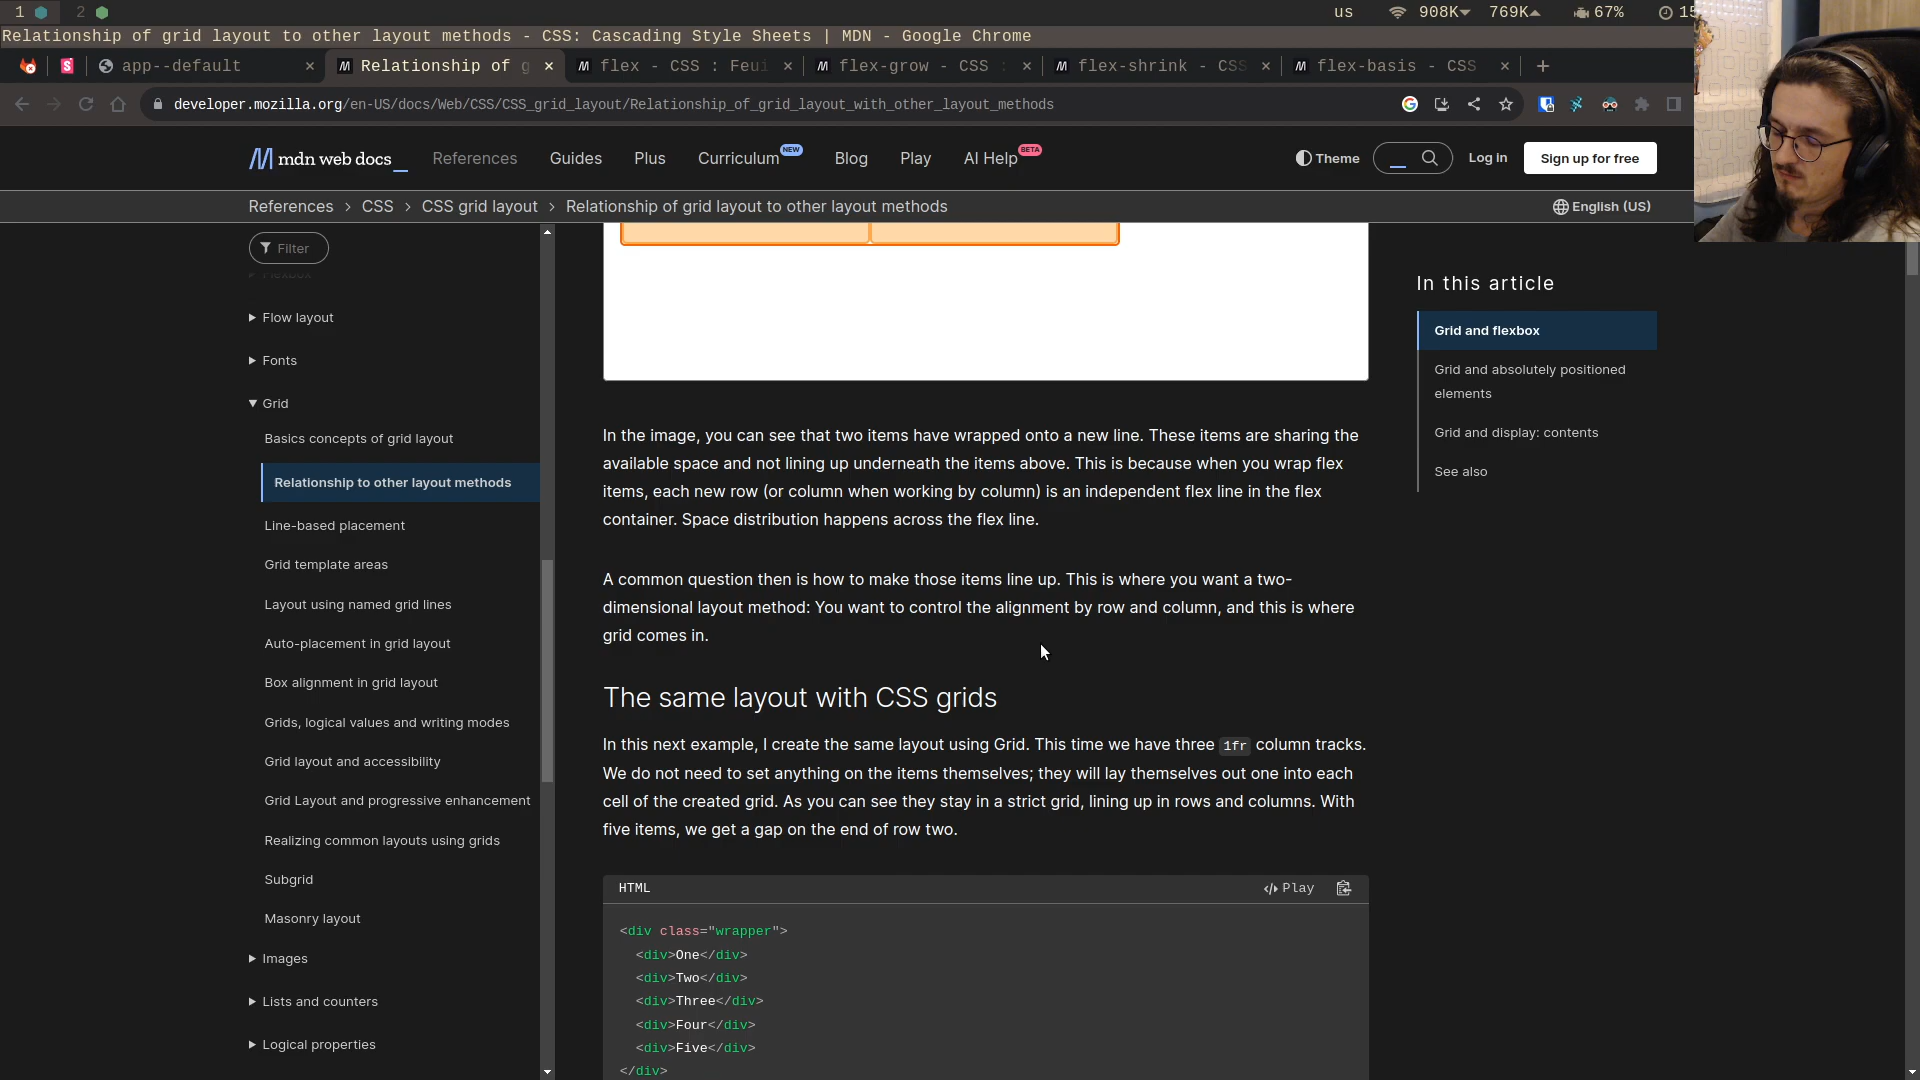 1 2 us 908K 769K 67% 15
Relationship of grid layout to other layout methods - CSS: Cascading Style Sheets | MDN - Google Chrome
app--default × Relationship of g × flex - CSS : Feui × flex-grow - CSS : × flex-shrink - CSS × flex-basis - CSS × +
developer.mozilla.org/en-US/docs/Web/CSS/CSS_grid_layout/Relationship_of_grid_layout_with_other_layout_methods
mdn web docs_ References Guides Plus Curriculum NEW Blog Play AI Help BETA Theme Log in Sign up for free
References > CSS > CSS grid layout > Relationship of grid layout to other layout methods English (US)
Filter
Flexbox
Flow layout
Fonts
Grid
Basics concepts of grid layout
Relationship to other layout methods
Line-based placement
Grid template areas
Layout using named grid lines
Auto-placement in grid layout
Box alignment in grid layout
Grids, logical values and writing modes
Grid layout and accessibility
Grid Layout and progressive enhancement
Realizing common layouts using grids
Subgrid
Masonry layout
Images
Lists and counters
Logical properties
In the image, you can see that two items have wrapped onto a new line. These items are sharing the
available space and not lining up underneath the items above. This is because when you wrap flex
items, each new row (or column when working by column) is an independent flex line in the flex
container. Space distribution happens across the flex line.
A common question then is how to make those items line up. This is where you want a two-
dimensional layout method: You want to control the alignment by row and column, and this is where
grid comes in.
The same layout with CSS grids
In this next example, I create the same layout using Grid. This time we have three 1fr column tracks.
We do not need to set anything on the items themselves; they will lay themselves out one into each
cell of the created grid. As you can see they stay in a strict grid, lining up in rows and columns. With
five items, we get a gap on the end of row two.
HTML Play
<div class="wrapper">
<div>One</div>
<div>Two</div>
<div>Three</div>
<div>Four</div>
<div>Five</div>
</div>
In this article
Grid and flexbox
Grid and absolutely positioned
elements
Grid and display: contents
See also